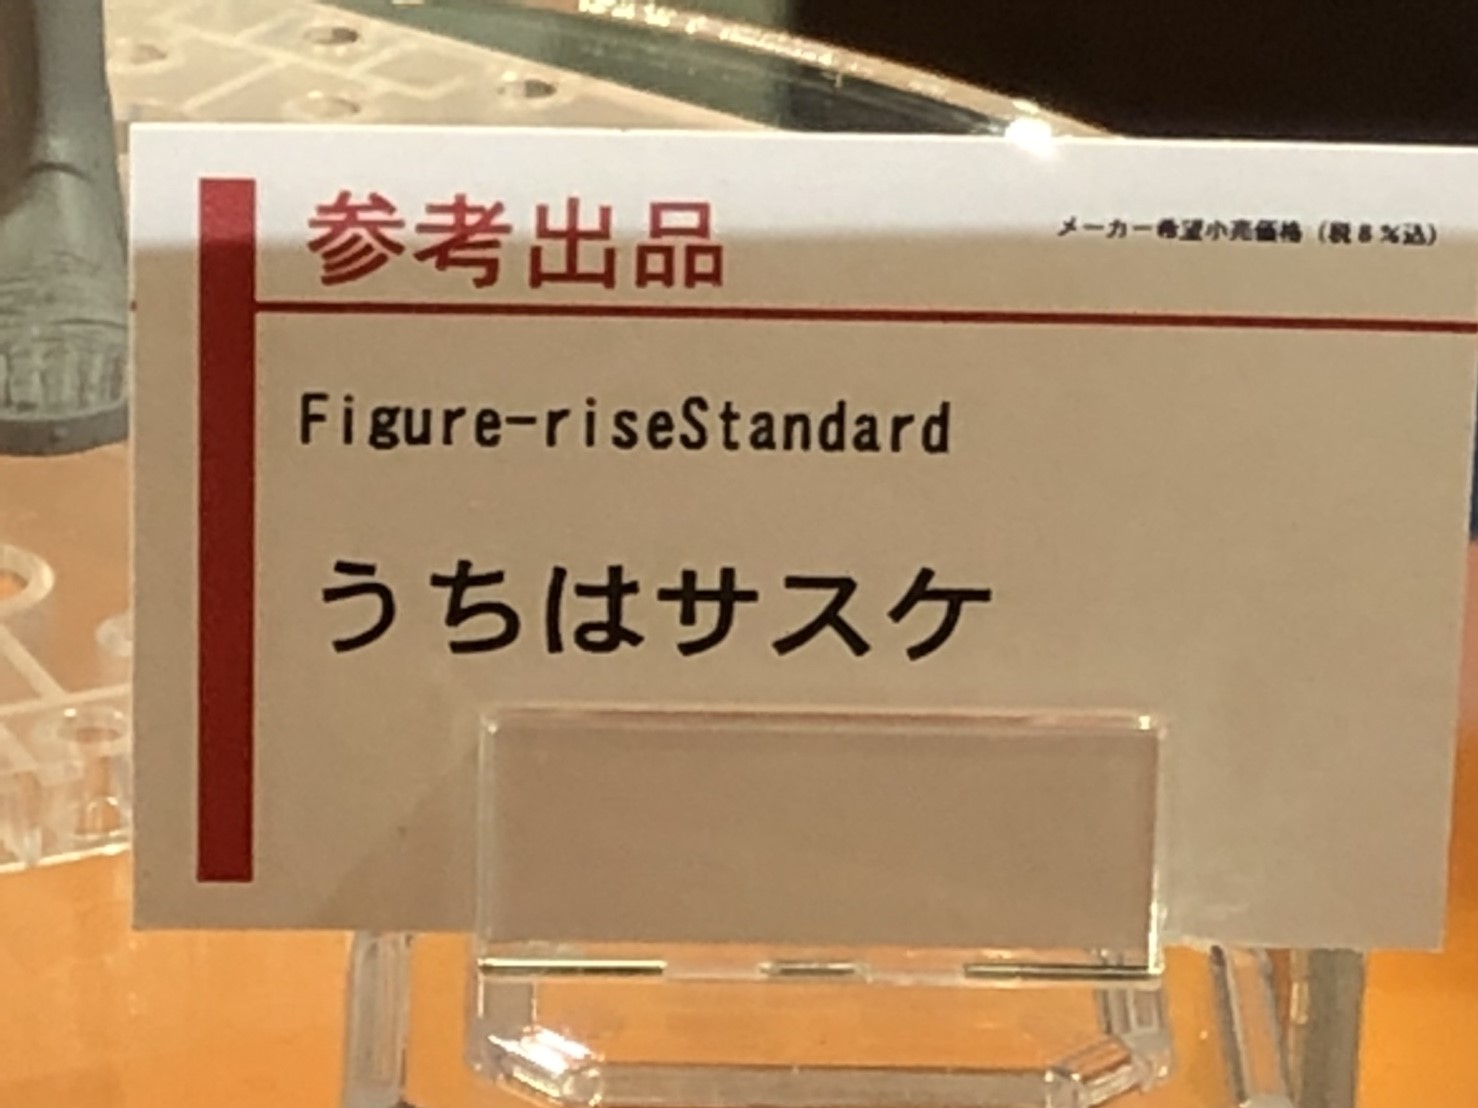 参考出品
メーカー希望小売価格（税8%込）
Figure-riseStandard
うちはサスケ